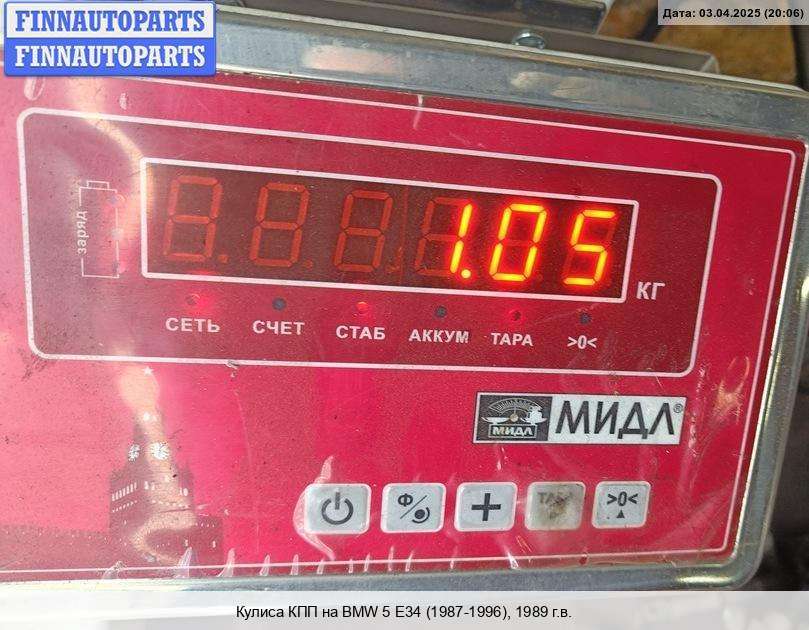 FINNAUTOPARTS
FINNAUTOPARTS
Дата: 03.04.2025 (20:06)
заряд
1.05
КГ
СЕТЬ СЧЕТ СТАБ АККУМ ТАРА >0<
МИДЛ МИДЛ®
Ф/ + ТАРА >0<
Кулиса КПП на BMW 5 E34 (1987-1996), 1989 г.в.